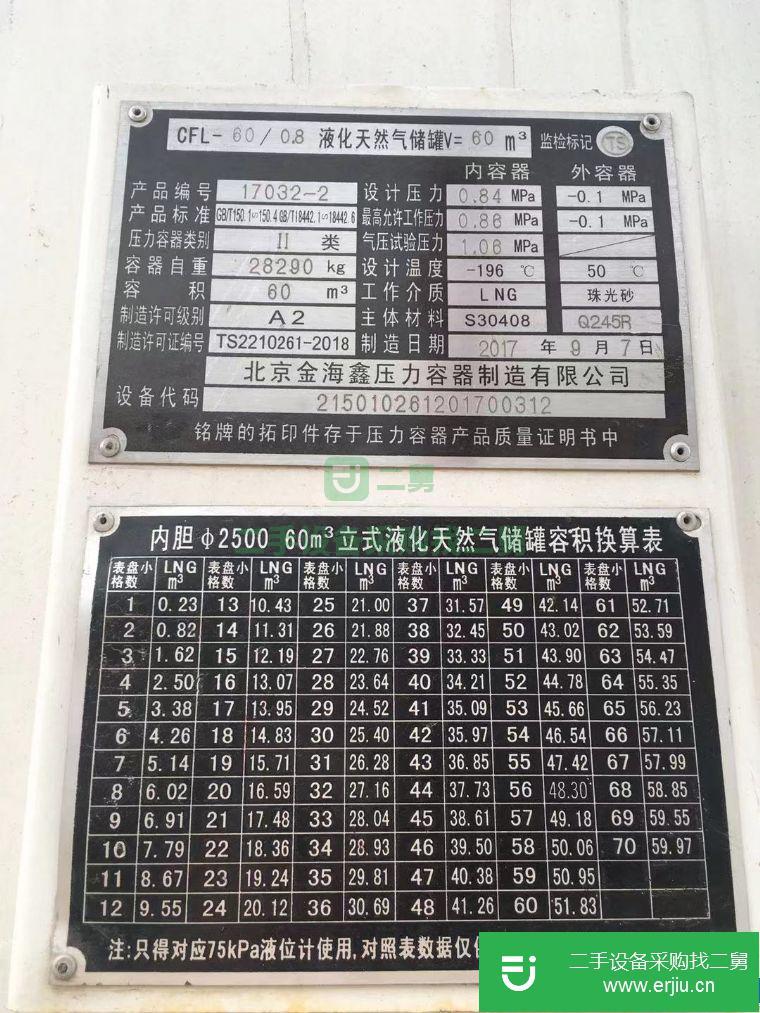 CFL-60/0.8 液化天然气储罐V=60 m³ 监检标记 TS
内容器 外容器
产品编号 17032-2 设计压力 0.84 MPa -0.1 MPa
产品标准 GB/T150.1~150.4 GB/T18442.1~18442.6 最高允许工作压力 0.86 MPa -0.1 MPa
压力容器类别 II 类 气压试验压力 1.06 MPa
容器自重 28290 kg 设计温度 -196 ℃ 50 ℃
容积 60 m³ 工作介质 LNG 珠光砂
制造许可级别 A2 主体材料 S30408 Q245R
制造许可证编号 TS2210261-2018 制造日期 2017 年 9 月 7 日
北京金海鑫压力容器制造有限公司
设备代码 215010261201700312
铭牌的拓印件存于压力容器产品质量证明书中
二舅
内胆φ2500 60m³立式液化天然气储罐容积换算表
表盘小格数 LNG m³ 表盘小格数 LNG m³ 表盘小格数 LNG m³ 表盘小格数 LNG m³ 表盘小格数 LNG m³ 表盘小格数 LNG m³
1 0.23 13 10.43 25 21.00 37 31.57 49 42.14 61 52.71
2 0.82 14 11.31 26 21.88 38 32.45 50 43.02 62 53.59
3 1.62 15 12.19 27 22.76 39 33.33 51 43.90 63 54.47
4 2.50 16 13.07 28 23.64 40 34.21 52 44.78 64 55.35
5 3.38 17 13.95 29 24.52 41 35.09 53 45.66 65 56.23
6 4.26 18 14.83 30 25.40 42 35.97 54 46.54 66 57.11
7 5.14 19 15.71 31 26.28 43 36.85 55 47.42 67 57.99
8 6.02 20 16.59 32 27.16 44 37.73 56 48.30 68 58.85
9 6.91 21 17.48 33 28.04 45 38.61 57 49.18 69 59.55
10 7.79 22 18.36 34 28.93 46 39.50 58 50.06 70 59.97
11 8.67 23 19.24 35 29.81 47 40.38 59 50.95
12 9.55 24 20.12 36 30.69 48 41.26 60 51.83
注:只得对应75kPa液位计使用,对照表数据仅
二手设备采购找二舅
www.erjiu.cn